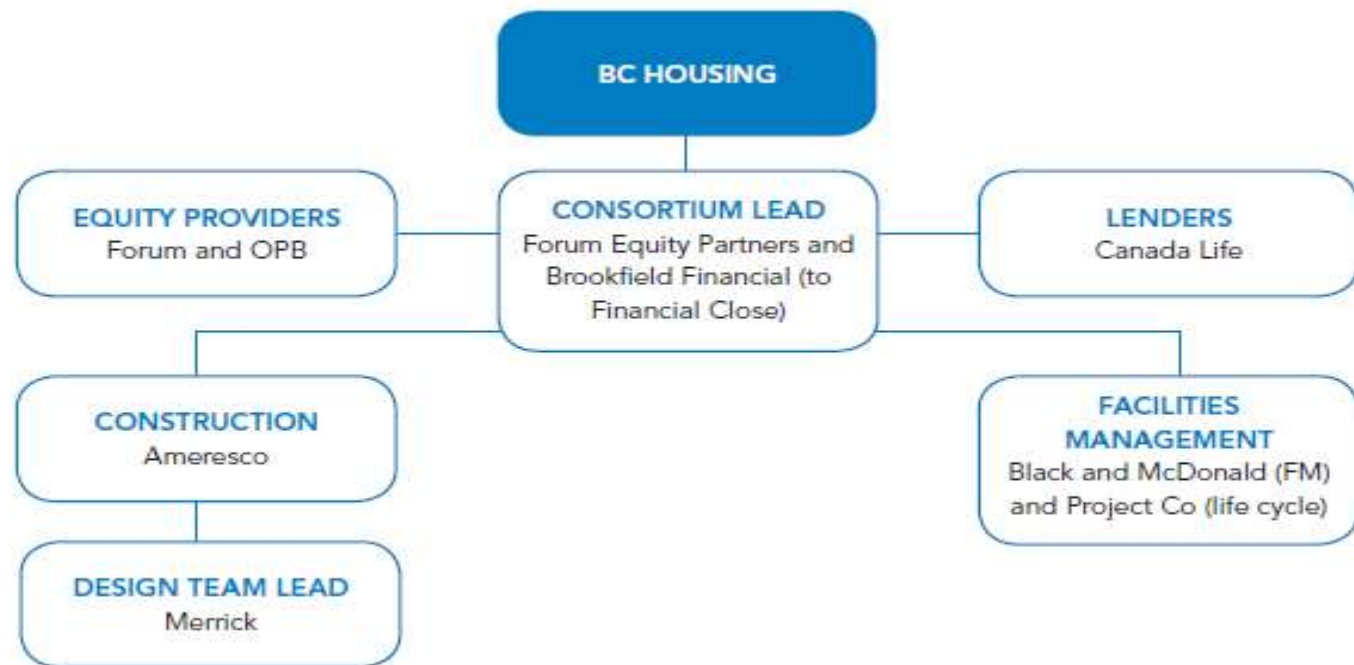 BC HOUSING
EQUITY PROVIDERS
Forum and OPB
CONSORTIUM LEAD
Forum Equity Partners and
Brookfield Financial (to
Financial Close)
LENDERS
Canada Life
CONSTRUCTION
Ameresco
FACILITIES
MANAGEMENT
Black and McDonald (FM)
and Project Co (life cycle)
DESIGN TEAM LEAD
Merrick